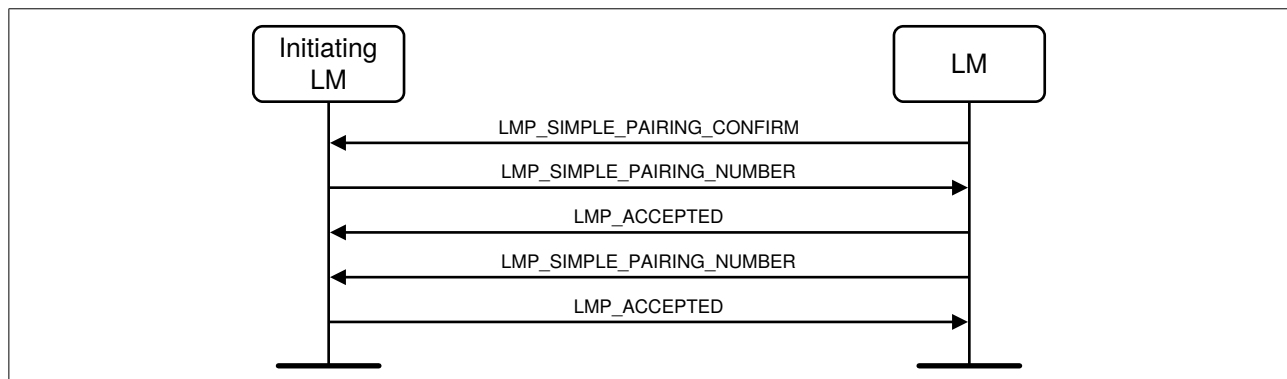 Initiating
LM
LM
LMP_SIMPLE_PAIRING_CONFIRM
LMP_SIMPLE_PAIRING_NUMBER
LMP_ACCEPTED
LMP_SIMPLE_PAIRING_NUMBER
LMP_ACCEPTED